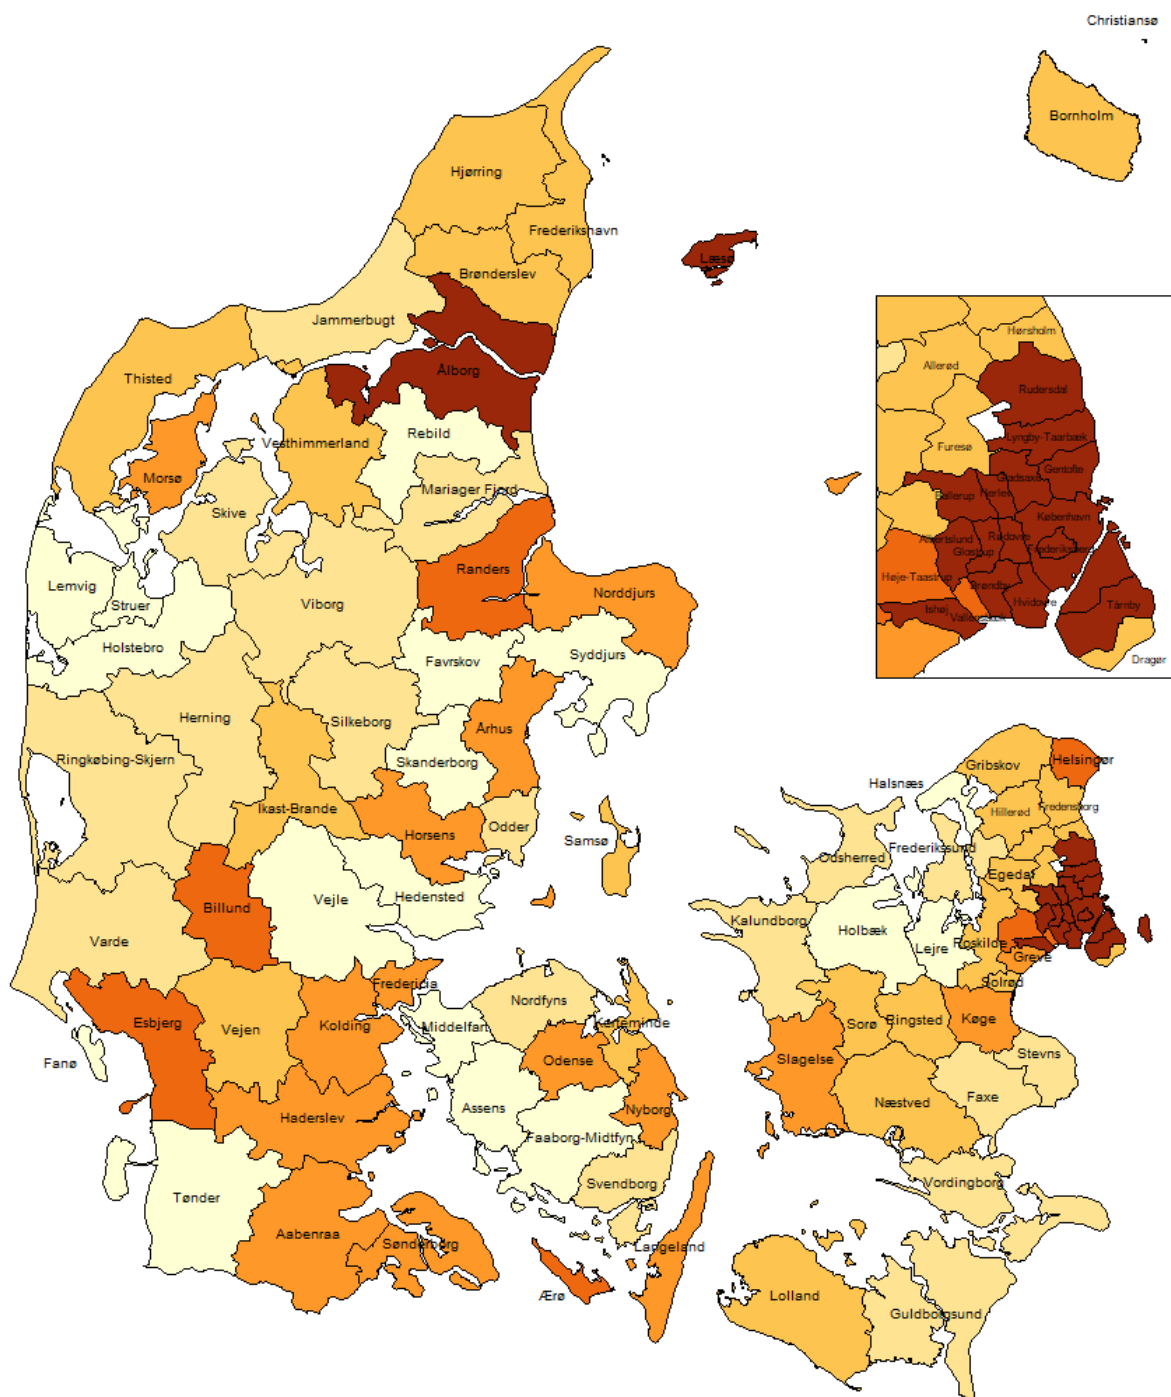 Christiansø
Bornholm
Hjørring
Frederikshavn
Læsø
Brønderslev
Jammerbugt
Hørsholm
Allerød
Ålborg
Thisted
Rudersdal
Rebild
Lyngby-Taarbæk
Vesthimmerland
Furesø
Gentofte
Gladsaxe
Morsø
Mariager Fjord
Ballerup
Herlev
Skive
København
Rødovre
Albertslund
Frederiksberg
Glostrup
Randers
Høje-Taastrup
Lemvig
Norddjurs
Brøndby
Struer
Viborg
Hvidovre
Tårnby
Ishøj
Vallensbæk
Holstebro
Favrskov
Syddjurs
Dragør
Herning
Silkeborg
Århus
Ringkøbing-Skjern
Skanderborg
Helsingør
Gribskov
Halsnæs
Ikast-Brande
Fredensborg
Hillerød
Horsens
Odder
Samsø
Frederikssund
Odsherred
Egedal
Billund
Vejle
Hedensted
Kalundborg
Holbæk
Varde
Lejre
Roskilde
Greve
Fredericia
Solrød
Nordfyns
Esbjerg
Vejen
Kolding
Middelfart
Kerteminde
Sorø
Ringsted
Køge
Stevns
Fanø
Odense
Slagelse
Faxe
Næstved
Haderslev
Assens
Nyborg
Faaborg-Midtfyn
Vordingborg
Svendborg
Tønder
Aabenraa
Sønderborg
Langeland
Ærø
Lolland
Guldborgsund